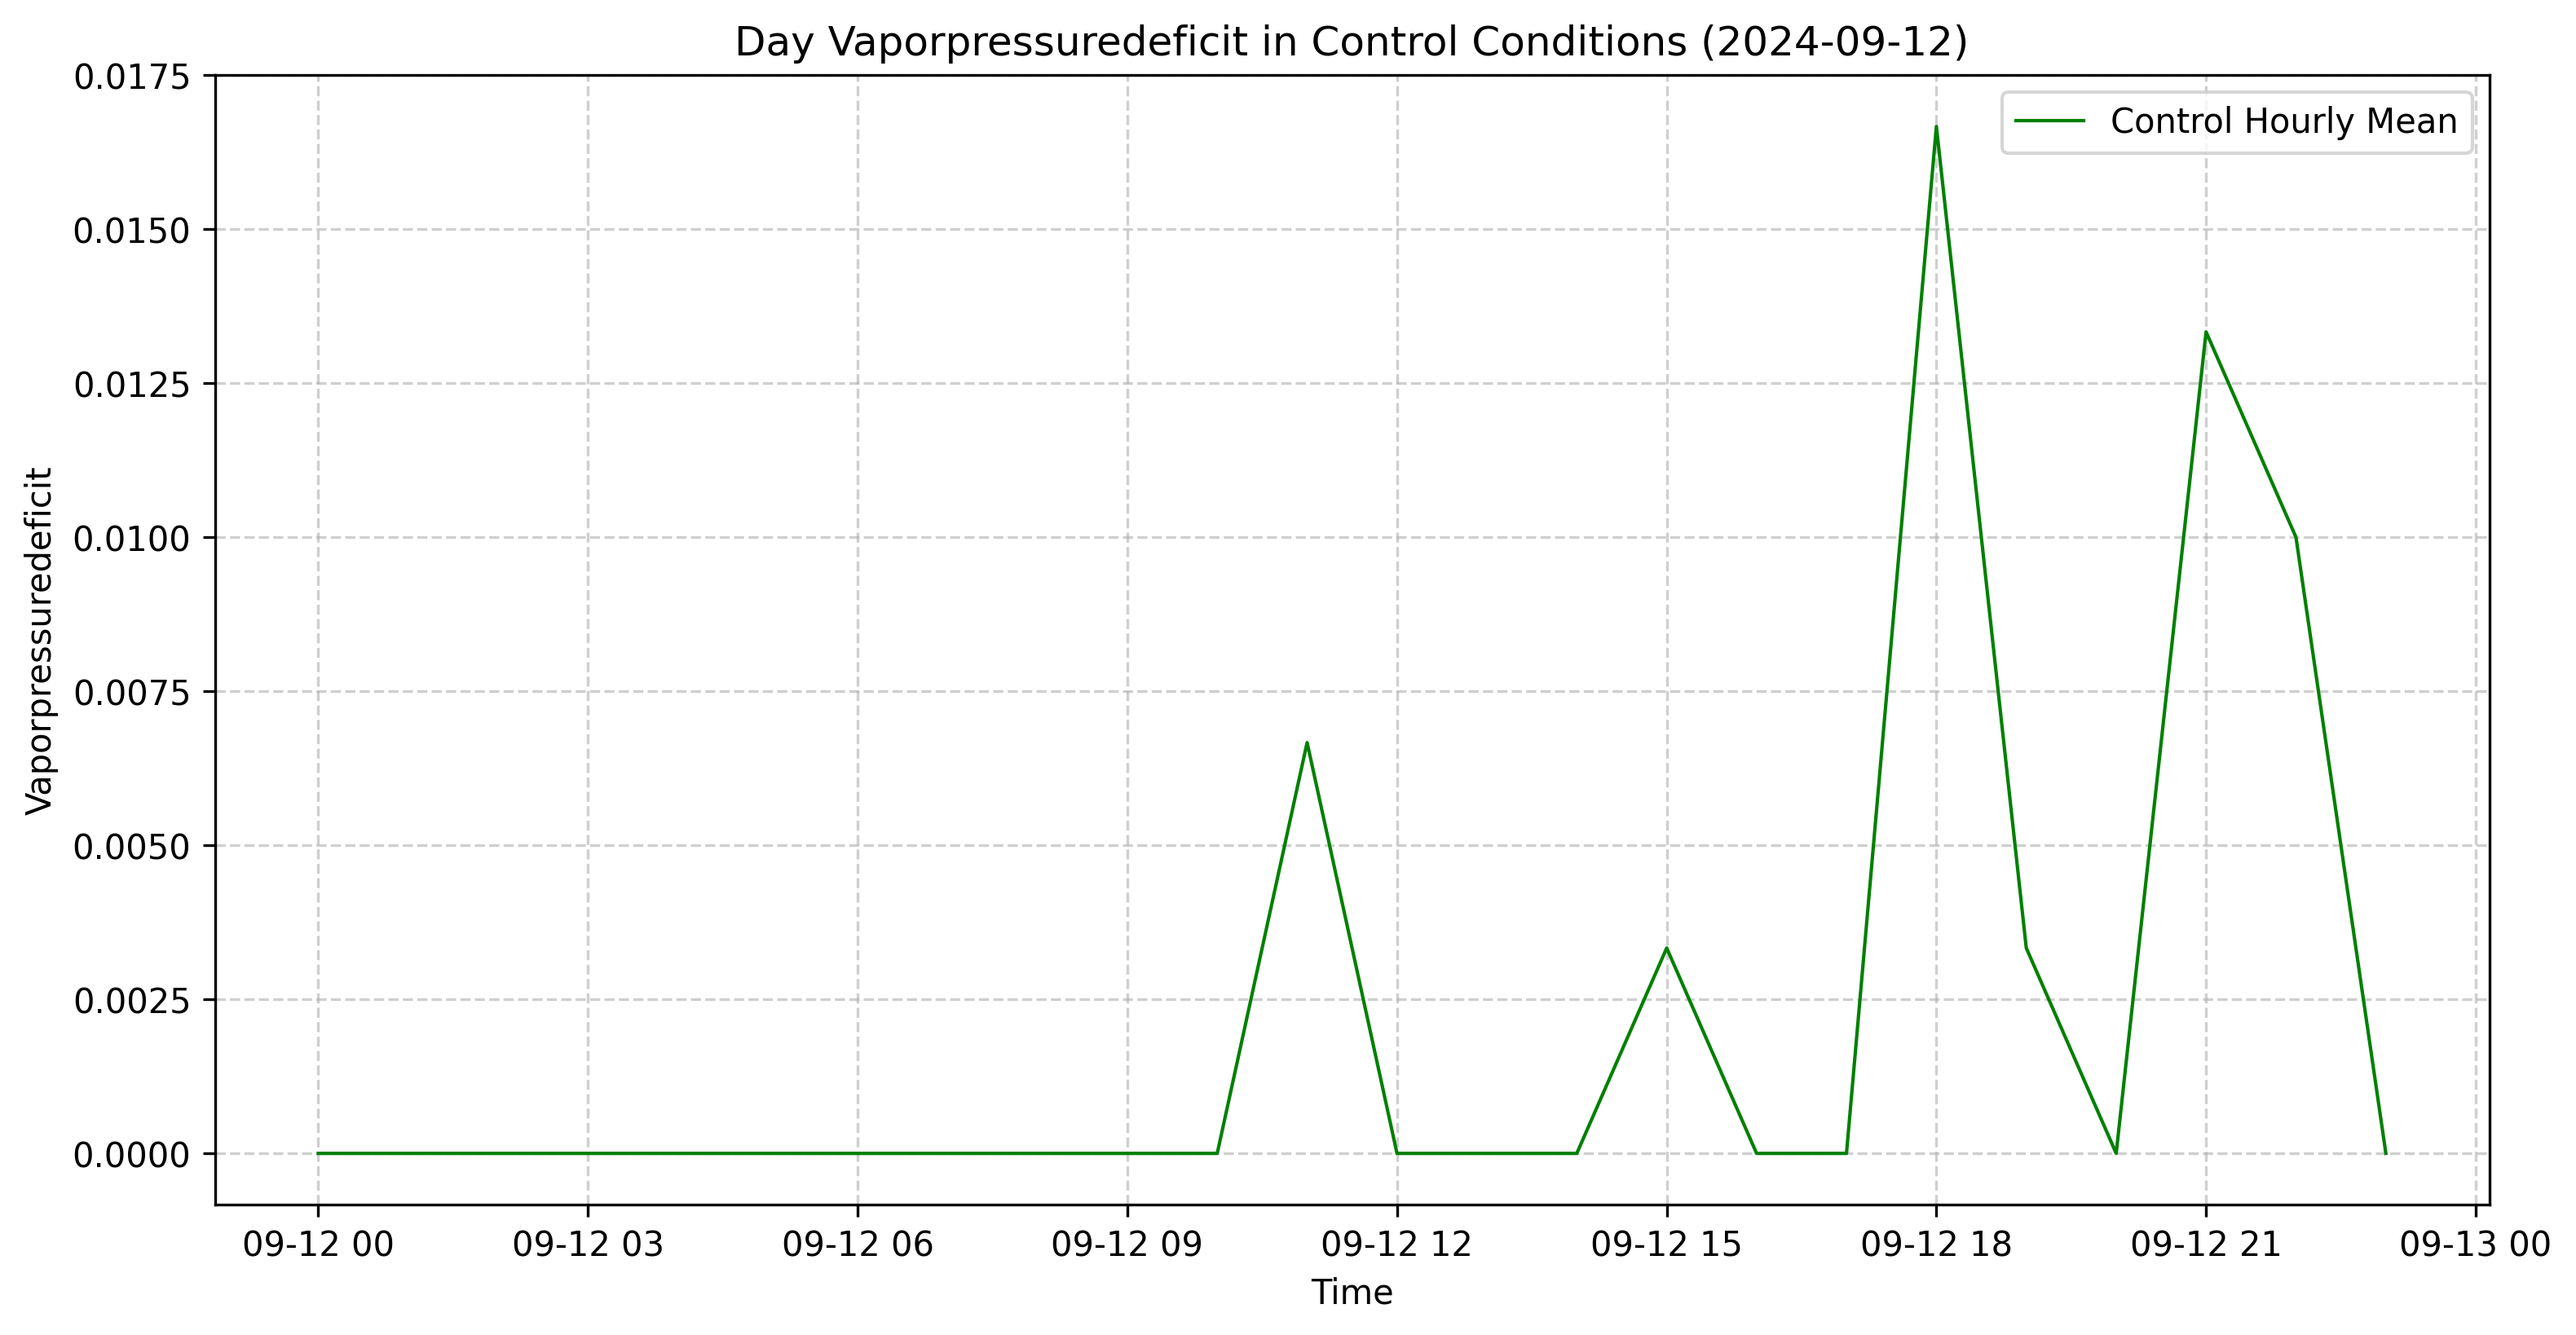 Day Vaporpressuredeficit in Control Conditions (2024-09-12)
Control Hourly Mean
0.0175
0.0150
0.0125
0.0100
0.0075
0.0050
0.0025
0.0000
Vaporpressuredeficit
09-12 00 09-12 03 09-12 06 09-12 09 09-12 12 09-12 15 09-12 18 09-12 21 09-13 00
Time